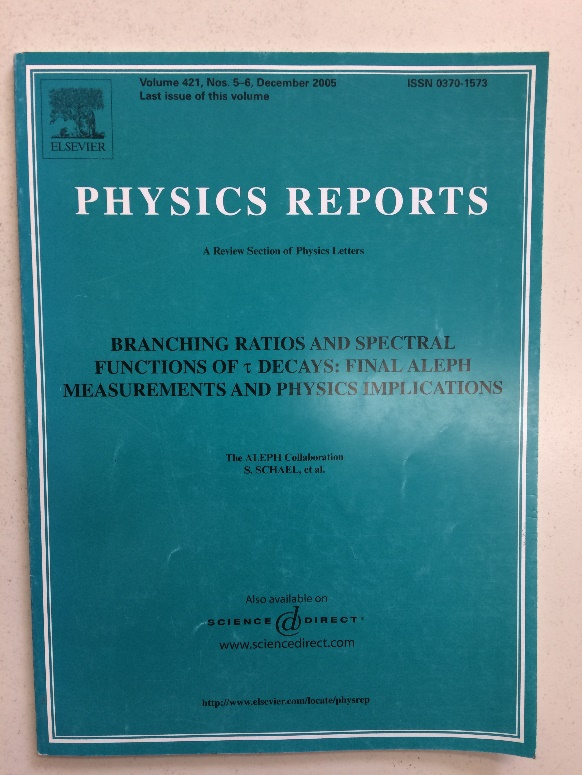 Volume 421, Nos. 5–6, December 2005 ISSN 0370-1573
Last issue of this volume
ELSEVIER
PHYSICS REPORTS
A Review Section of Physics Letters
BRANCHING RATIOS AND SPECTRAL
FUNCTIONS OF τ DECAYS: FINAL ALEPH
MEASUREMENTS AND PHYSICS IMPLICATIONS
The ALEPH Collaboration
S. SCHAEL, et al.
Also available on
SCIENCE @ DIRECT®
www.sciencedirect.com
http://www.elsevier.com/locate/physrep